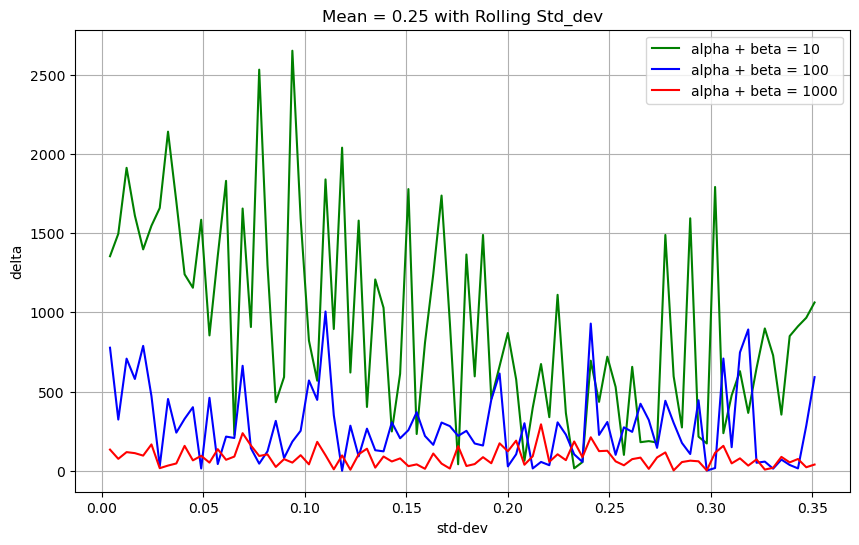 Mean = 0.25 with Rolling Std_dev
alpha + beta = 10
alpha + beta = 100
alpha + beta = 1000
delta
2500
2000
1500
1000
500
0
0.00 0.05 0.10 0.15 0.20 0.25 0.30 0.35
std-dev